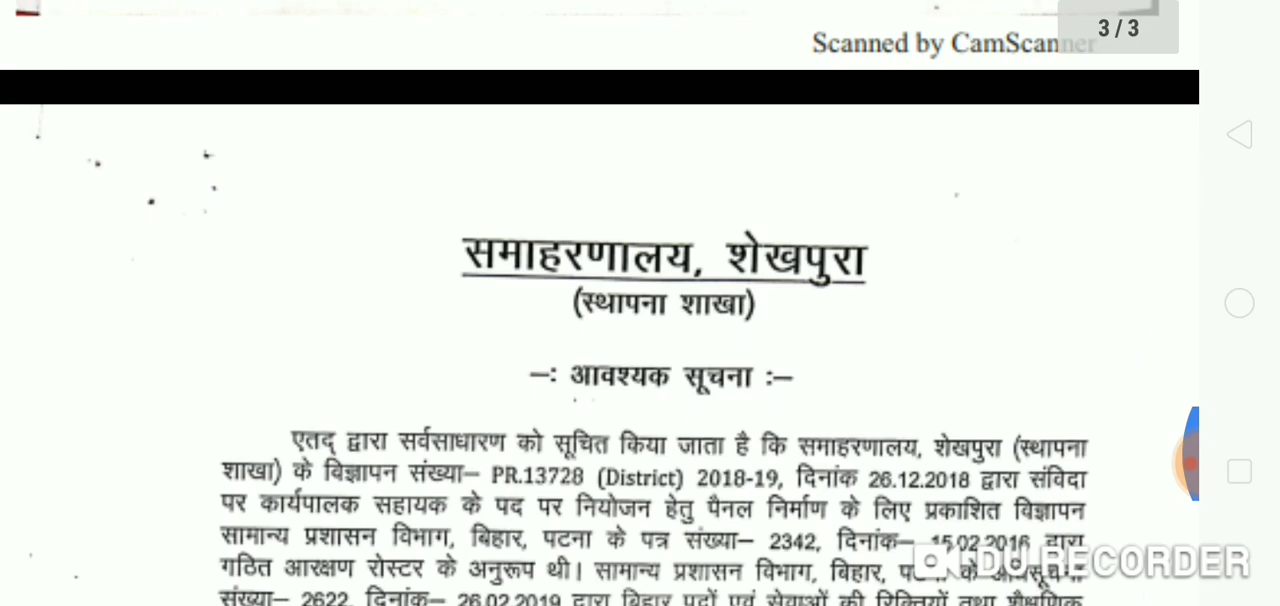 3 / 3
Scanned by CamScanner
समाहरणालय, शेखपुरा
(स्थापना शाखा)
–: आवश्यक सूचना :–
एतद् द्वारा सर्वसाधारण को सूचित किया जाता है कि समाहरणालय, शेखपुरा (स्थापना
शाखा) के विज्ञापन संख्या– PR.13728 (District) 2018-19, दिनांक 26.12.2018 द्वारा संविदा
पर कार्यपालक सहायक के पद पर नियोजन हेतु पैनल निर्माण के लिए प्रकाशित विज्ञापन
सामान्य प्रशासन विभाग, बिहार, पटना के पत्र संख्या– 2342, दिनांक– 15.02.2016 द्वारा
गठित आरक्षण रोस्टर के अनुरूप थी। सामान्य प्रशासन विभाग, बिहार, के
संख्या– 2622, दिनांक– 26.02.2019 द्वारा बिहार पदों एवं सेवाओं की रिक्तियों तथा शैक्षणिक
DU RECORDER